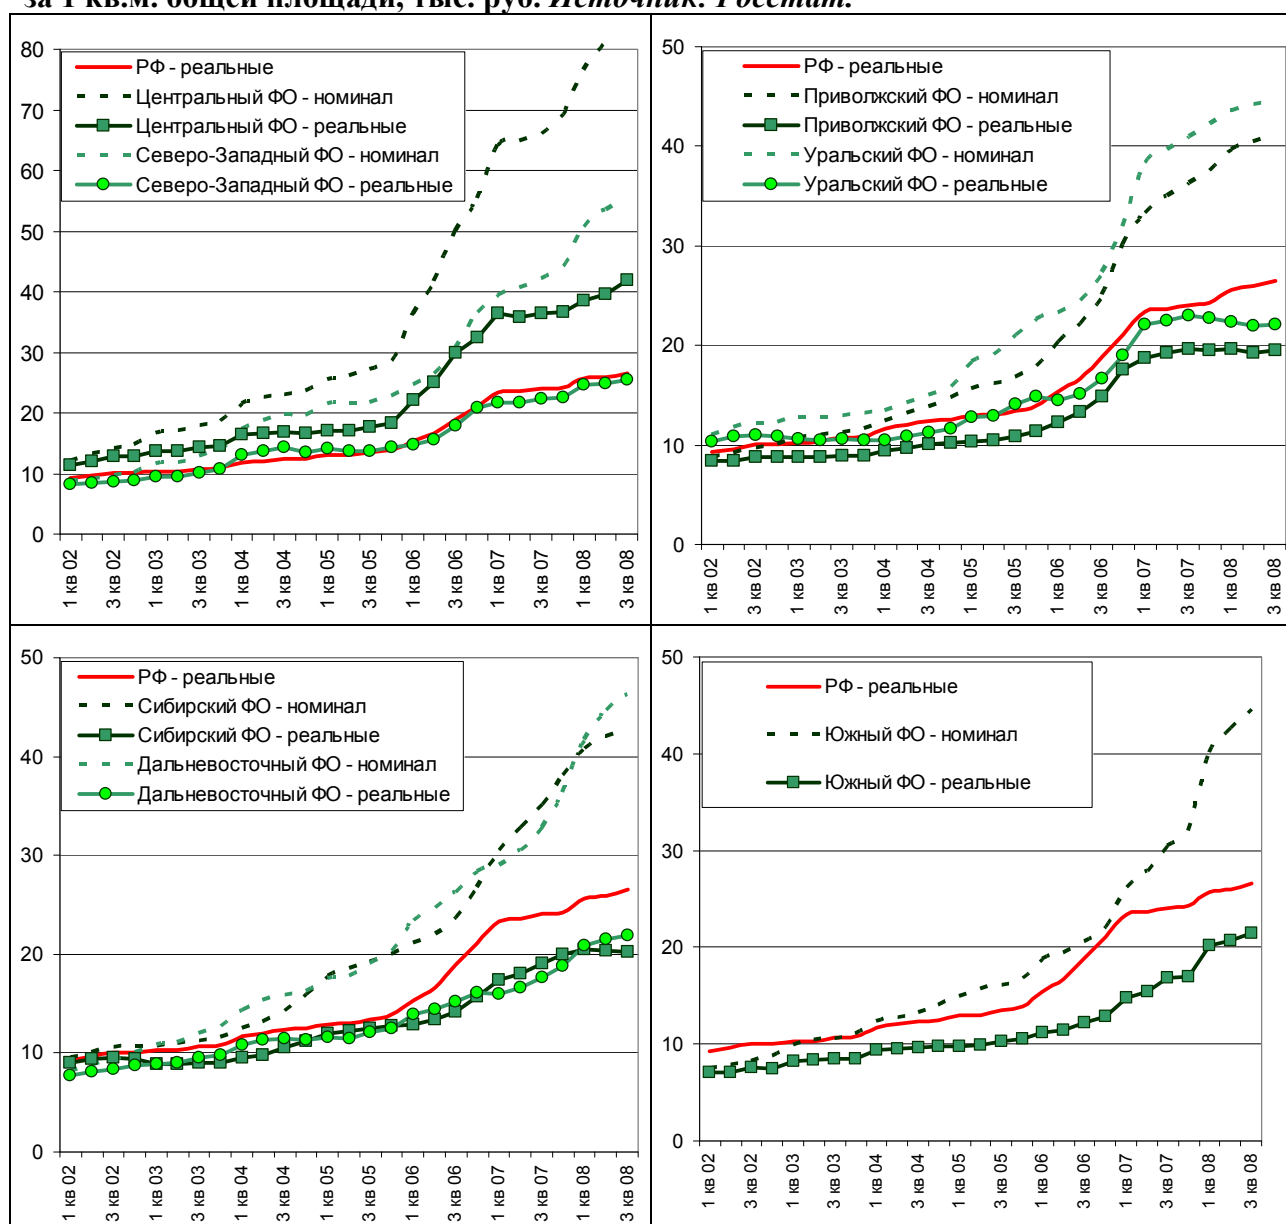 за 1 кв.м. общей площади, тыс. руб. Источник: Росстат.
80
70
60
50
40
30
20
10
0
РФ - реальные
Центральный ФО - номинал
Центральный ФО - реальные
Северо-Западный ФО - номинал
Северо-Западный ФО - реальные
1 кв 02
3 кв 02
1 кв 03
3 кв 03
1 кв 04
3 кв 04
1 кв 05
3 кв 05
1 кв 06
3 кв 06
1 кв 07
3 кв 07
1 кв 08
3 кв 08
50
40
30
20
10
0
РФ - реальные
Приволжский ФО - номинал
Приволжский ФО - реальные
Уральский ФО - номинал
Уральский ФО - реальные
1 кв 02
3 кв 02
1 кв 03
3 кв 03
1 кв 04
3 кв 04
1 кв 05
3 кв 05
1 кв 06
3 кв 06
1 кв 07
3 кв 07
1 кв 08
3 кв 08
50
40
30
20
10
0
РФ - реальные
Сибирский ФО - номинал
Сибирский ФО - реальные
Дальневосточный ФО - номинал
Дальневосточный ФО - реальные
1 кв 02
3 кв 02
1 кв 03
3 кв 03
1 кв 04
3 кв 04
1 кв 05
3 кв 05
1 кв 06
3 кв 06
1 кв 07
3 кв 07
1 кв 08
3 кв 08
50
40
30
20
10
0
РФ - реальные
Южный ФО - номинал
Южный ФО - реальные
1 кв 02
3 кв 02
1 кв 03
3 кв 03
1 кв 04
3 кв 04
1 кв 05
3 кв 05
1 кв 06
3 кв 06
1 кв 07
3 кв 07
1 кв 08
3 кв 08